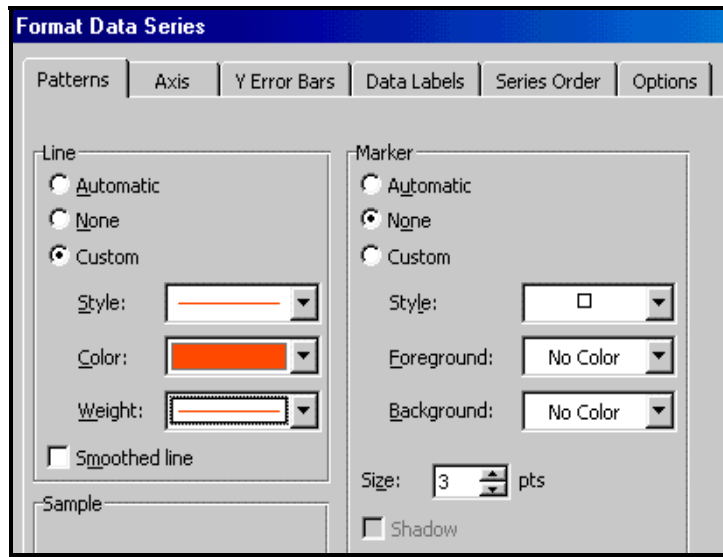 Format Data Series
Patterns Axis Y Error Bars Data Labels Series Order Options
Line
Automatic
None
Custom
Style:
Color:
Weight:
Smoothed line
Sample
Marker
Automatic
None
Custom
Style:
Foreground: No Color
Background: No Color
Size: 3 pts
Shadow